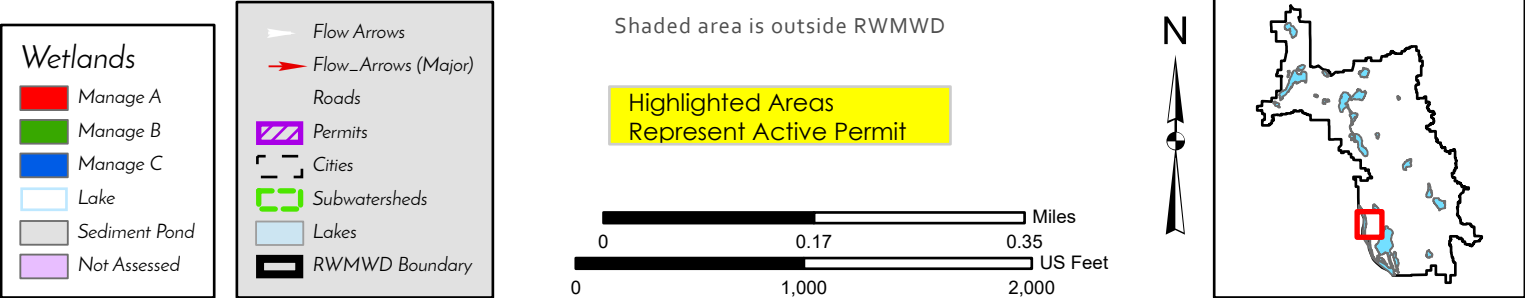 Wetlands
Manage A
Manage B
Manage C
Lake
Sediment Pond
Not Assessed
Flow Arrows
Flow_Arrows (Major)
Roads
Permits
Cities
Subwatersheds
Lakes
RWMWD Boundary
Shaded area is outside RWMWD
Highlighted Areas
Represent Active Permit
Miles
0 0.17 0.35
US Feet
0 1,000 2,000
N